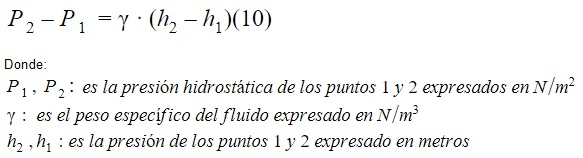 P₂ − P₁ = γ · (h₂ − h₁)(10)
Donde:
P₁ , P₂ : es la presión hidrostática de los puntos 1 y 2 expresados en N/m²
γ : es el peso específico del fluido expresado en N/m³
h₂ , h₁ : es la presión de los puntos 1 y 2 expresado en metros